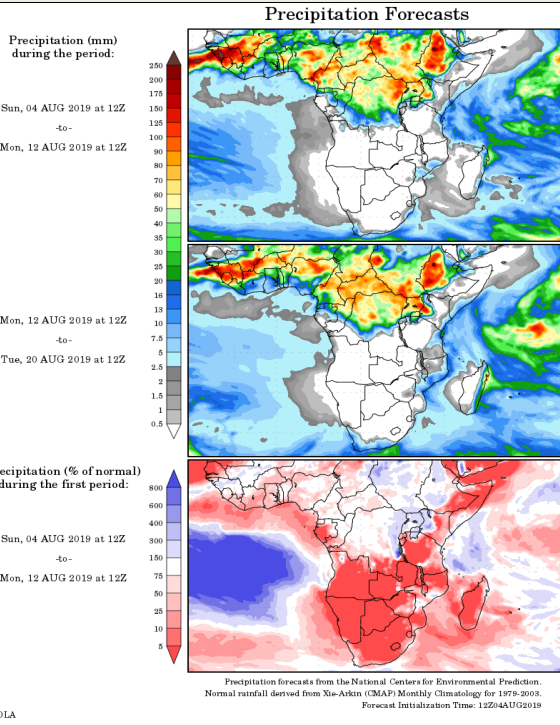 Precipitation Forecasts
Precipitation (mm)
during the period:
Sun, 04 AUG 2019 at 12Z
-to-
Mon, 12 AUG 2019 at 12Z
250
200
175
150
125
100
90
80
70
60
50
40
35
30
25
20
16
13
10
7.5
5
2.5
2
1.5
1
0.5
Mon, 12 AUG 2019 at 12Z
-to-
Tue, 20 AUG 2019 at 12Z
ecipitation (% of normal)
during the first period:
Sun, 04 AUG 2019 at 12Z
-to-
Mon, 12 AUG 2019 at 12Z
800
600
400
300
150
75
50
25
10
5
Precipitation forecasts from the National Centers for Environmental Prediction.
Normal rainfall derived from Xie-Arkin (CMAP) Monthly Climatology for 1979-2003.
Forecast Initialization Time: 12Z04AUG2019
OLA